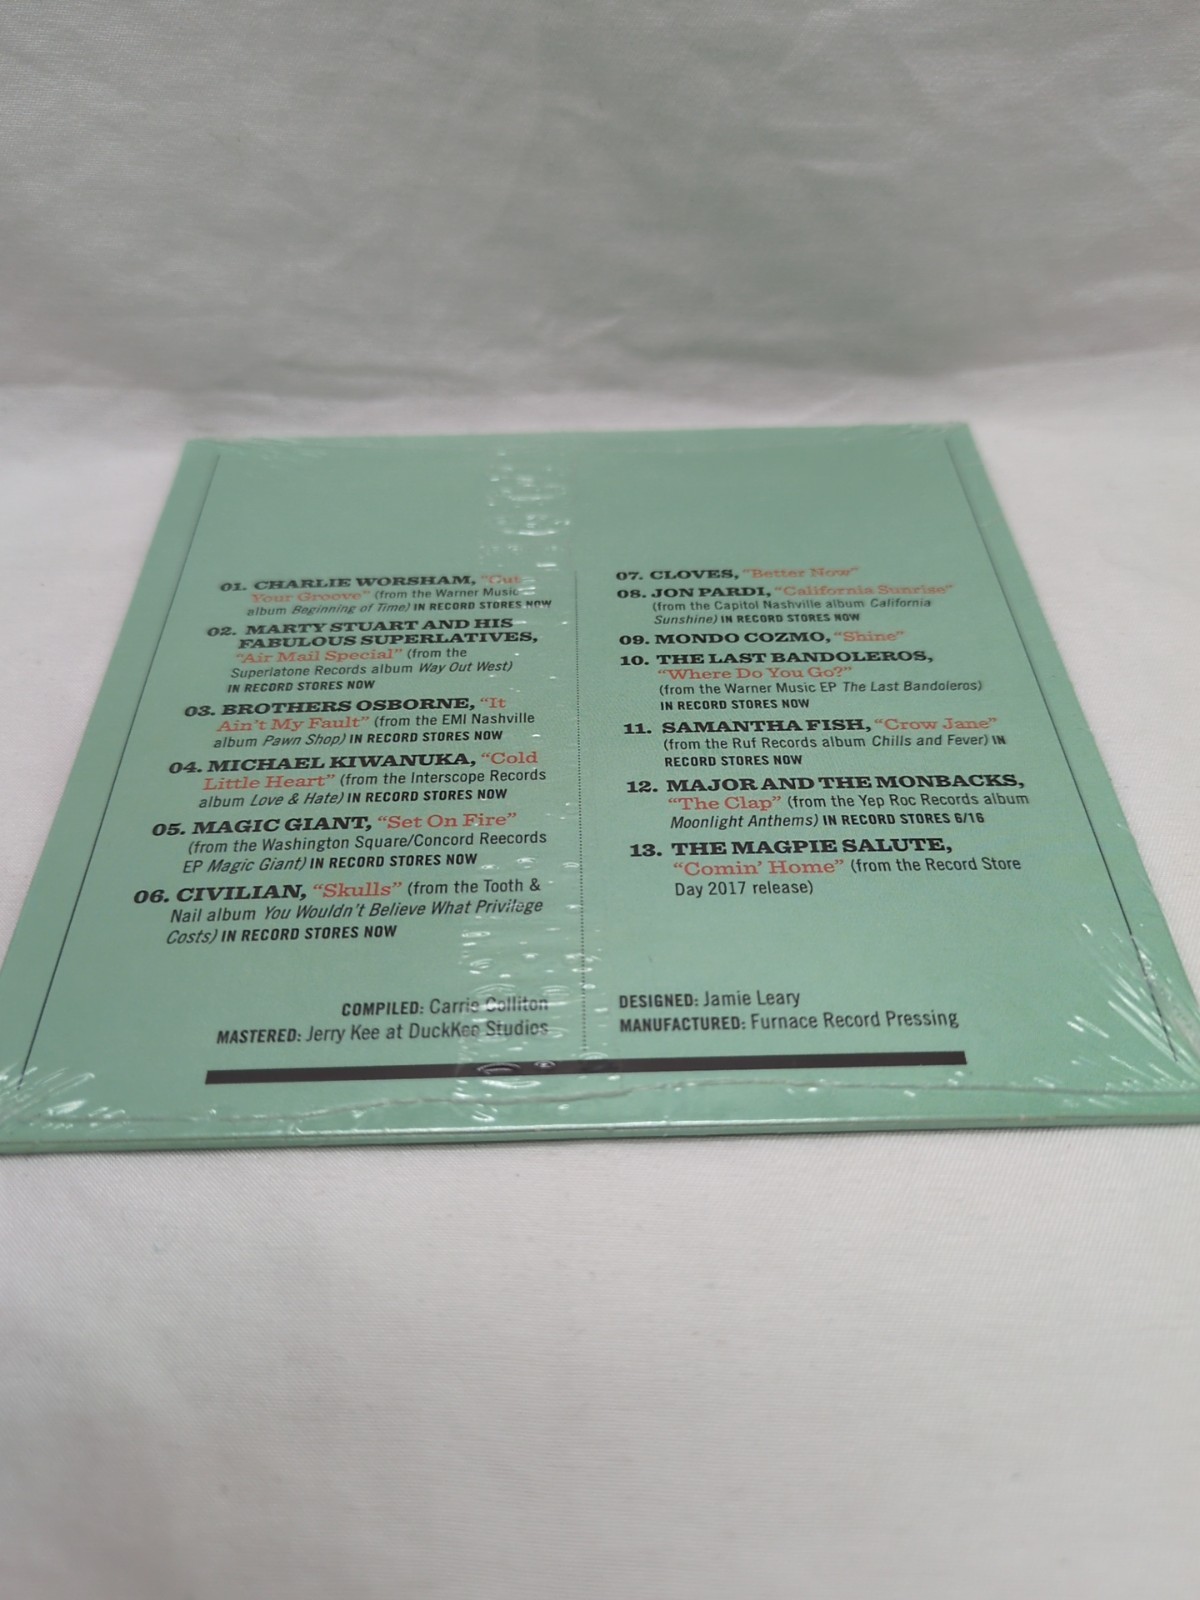 01. CHARLIE WORSHAM, "Cut
Your Groove" (from the Warner Music
album Beginning of Time) IN RECORD STORES NOW
02. MARTY STUART AND HIS
FABULOUS SUPERLATIVES,
"Air Mail Special" (from the
Superlatone Records album Way Out West)
IN RECORD STORES NOW
03. BROTHERS OSBORNE, "It
Ain't My Fault" (from the EMI Nashville
album Pawn Shop) IN RECORD STORES NOW
04. MICHAEL KIWANUKA, "Cold
Little Heart" (from the Interscope Records
album Love & Hate) IN RECORD STORES NOW
05. MAGIC GIANT, "Set On Fire"
(from the Washington Square/Concord Reecords
EP Magic Giant) IN RECORD STORES NOW
06. CIVILIAN, "Skulls" (from the Tooth &
Nail album You Wouldn't Believe What Privilege
Costs) IN RECORD STORES NOW
07. CLOVES, "Better Now"
08. JON PARDI, "California Sunrise"
(from the Capitol Nashville album California
Sunshine) IN RECORD STORES NOW
09. MONDO COZMO, "Shine"
10. THE LAST BANDOLEROS,
"Where Do You Go?"
(from the Warner Music EP The Last Bandoleros)
IN RECORD STORES NOW
11. SAMANTHA FISH, "Crow Jane"
(from the Ruf Records album Chills and Fever) IN
RECORD STORES NOW
12. MAJOR AND THE MONBACKS,
"The Clap" (from the Yep Roc Records album
Moonlight Anthems) IN RECORD STORES 6/16
13. THE MAGPIE SALUTE,
"Comin' Home" (from the Record Store
Day 2017 release)
COMPILED: Carrie Colliton
MASTERED: Jerry Kee at DuckKee Studios
DESIGNED: Jamie Leary
MANUFACTURED: Furnace Record Pressing